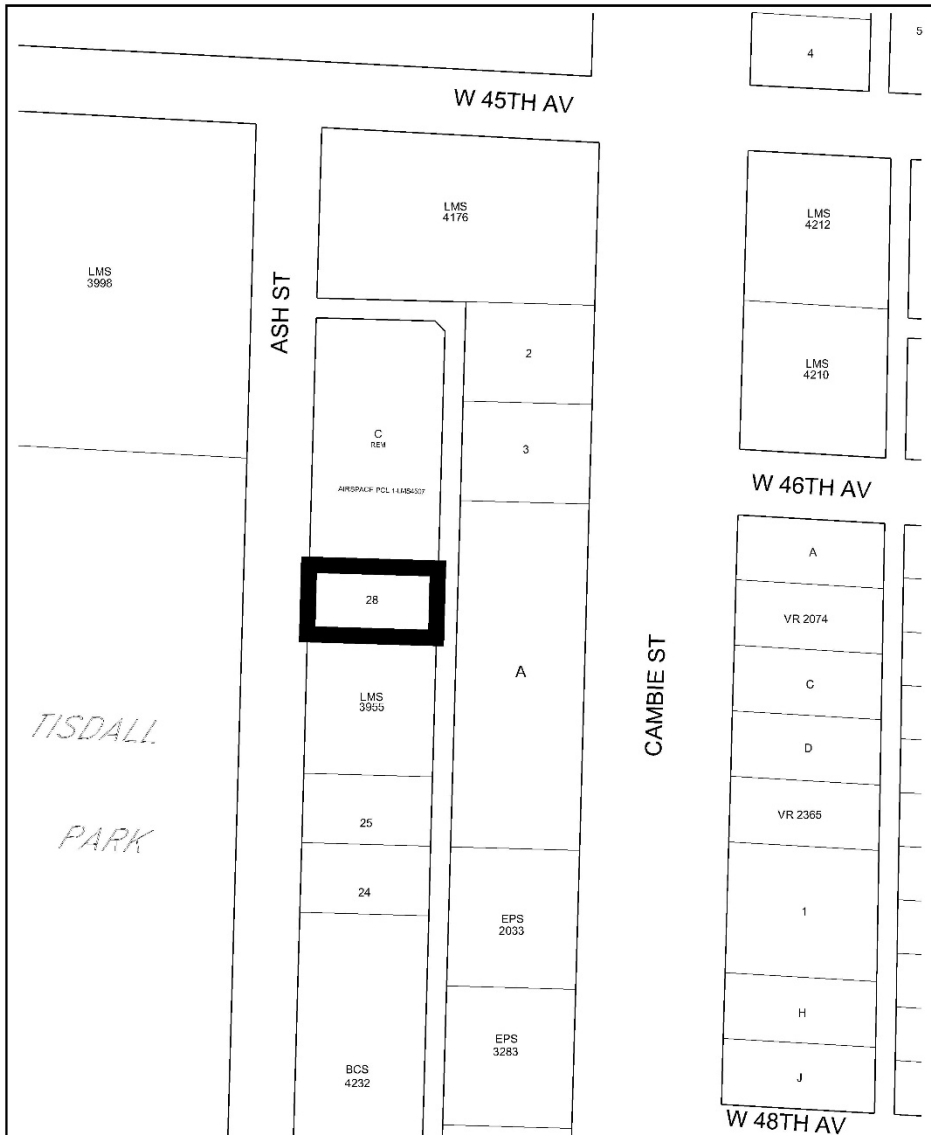 5
4
W 45TH AV
LMS
4176
LMS
4212
LMS
3998
ASH ST
2
LMS
4210
C
REM
3
AIRSPACE PCL 1-LMS4507
W 46TH AV
A
28
VR 2074
CAMBIE ST
A
C
LMS
3955
TISDALL
PARK
D
VR 2365
25
24
1
EPS
2033
H
EPS
3283
BCS
4232
J
W 48TH AV